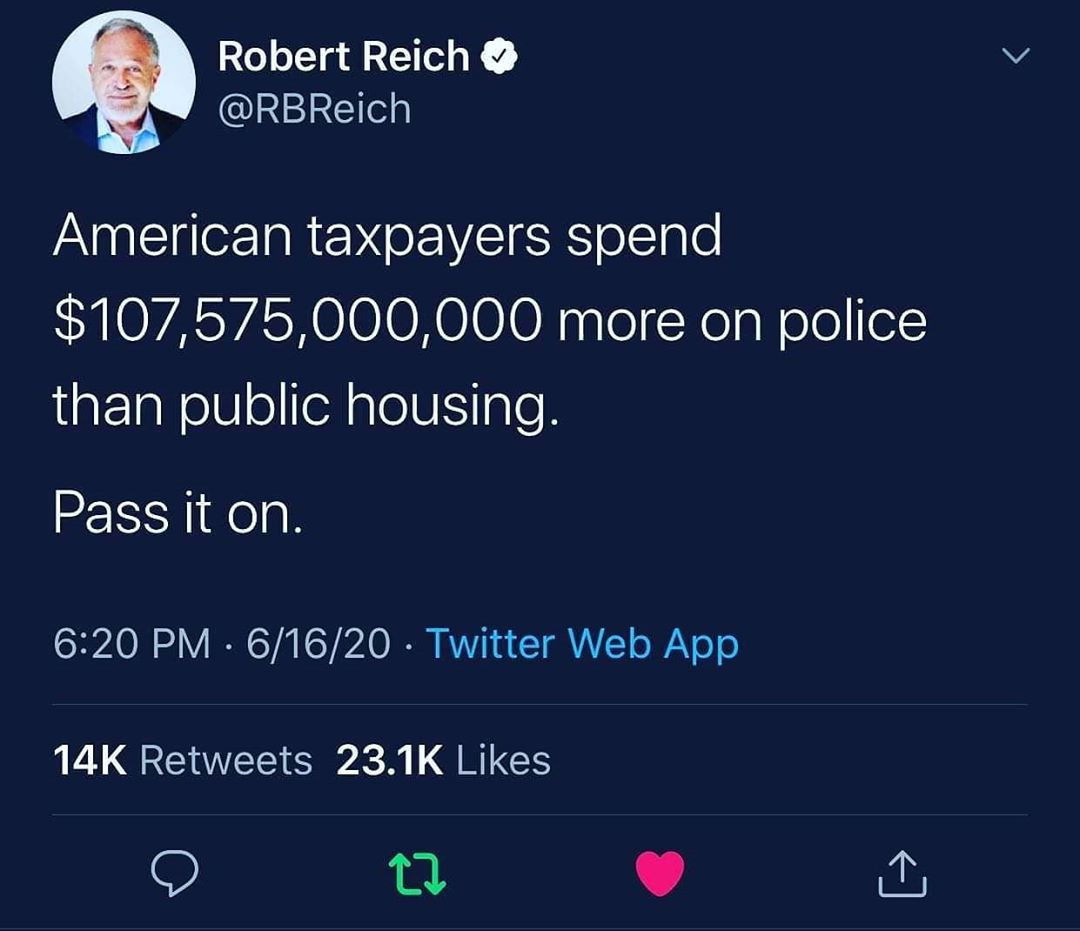 Robert Reich
@RBReich
American taxpayers spend
$107,575,000,000 more on police
than public housing.
Pass it on.
6:20 PM · 6/16/20 · Twitter Web App
14K Retweets 23.1K Likes